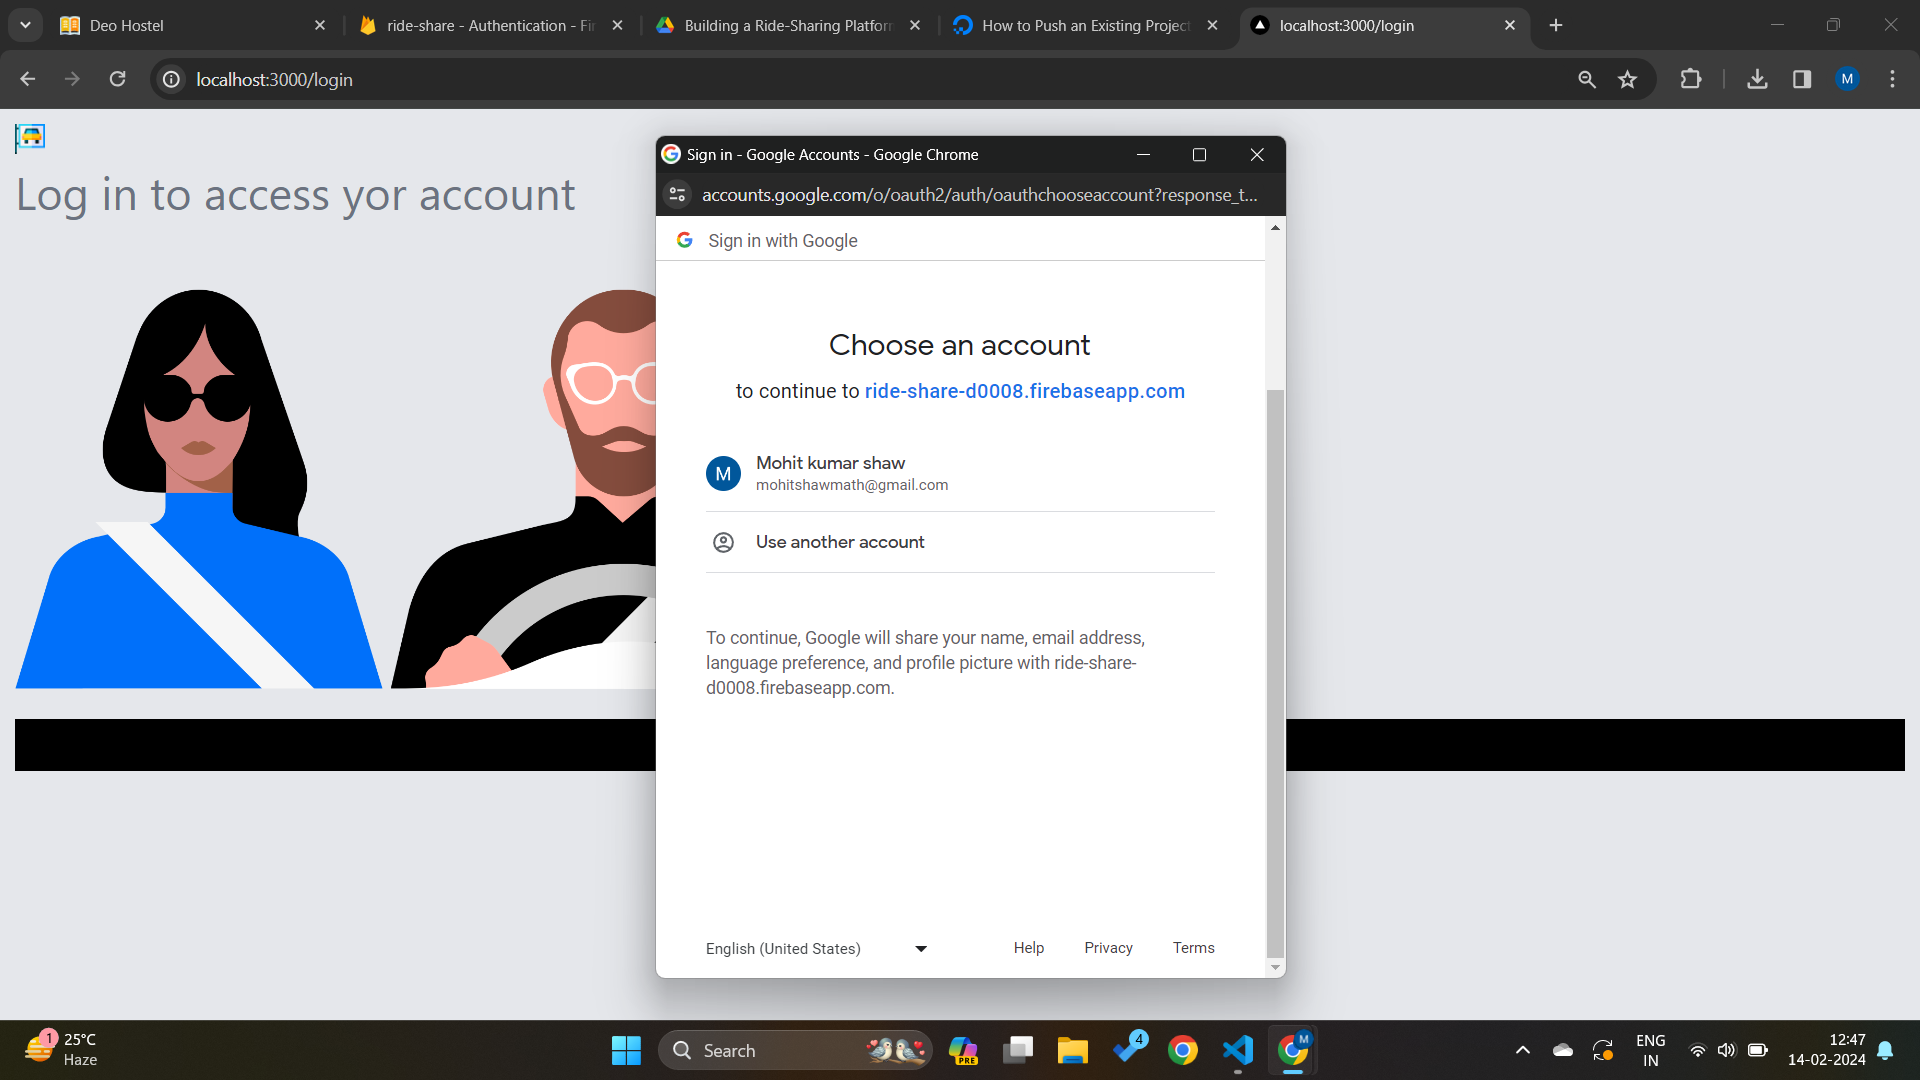 Deo Hostel
ride-share - Authentication - Fir
Building a Ride-Sharing Platform
How to Push an Existing Project
localhost:3000/login
localhost:3000/login
M
Log in to access yor account
Sign in - Google Accounts - Google Chrome
accounts.google.com/o/oauth2/auth/oauthchooseaccount?response_t...
Sign in with Google
Choose an account
to continue to ride-share-d0008.firebaseapp.com
M
Mohit kumar shaw
mohitshawmath@gmail.com
Use another account
To continue, Google will share your name, email address,
language preference, and profile picture with ride-share-
d0008.firebaseapp.com.
English (United States)
Help
Privacy
Terms
1
25°C
Haze
Search
PRE
4
M
ENG
IN
12:47
14-02-2024